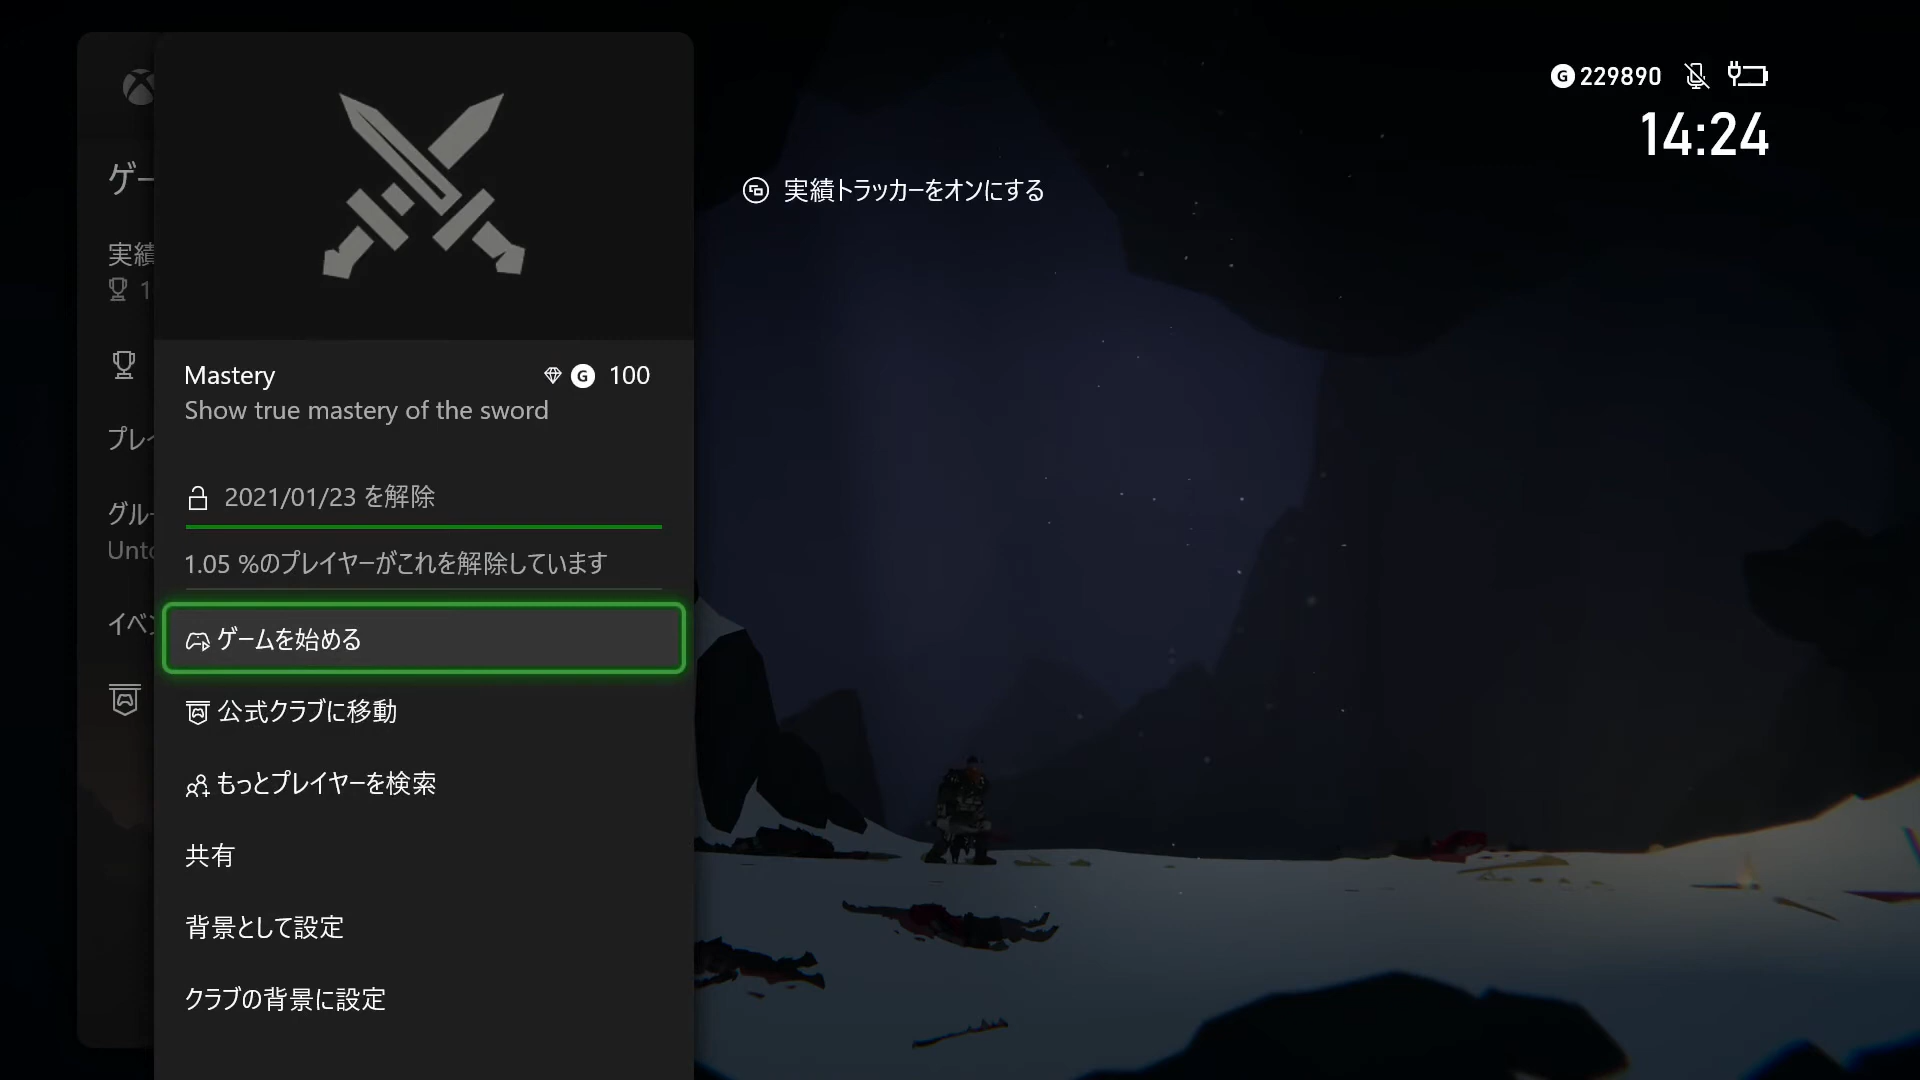 G 229890
14:24
実績トラッカーをオンにする
ゲー
実績
1
プレイ
グルー
Unto
イベン
Mastery
G 100
Show true mastery of the sword
2021/01/23 を解除
1.05 %のプレイヤーがこれを解除しています
ゲームを始める
公式クラブに移動
もっとプレイヤーを検索
共有
背景として設定
クラブの背景に設定